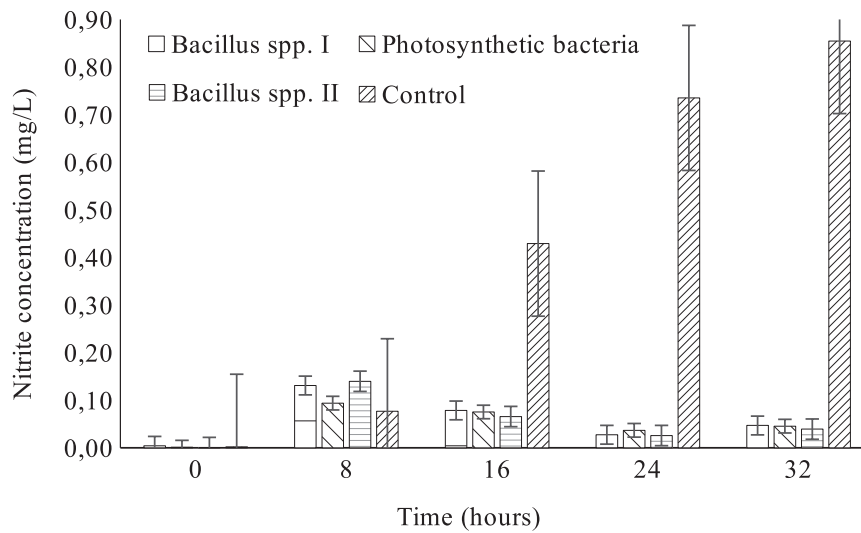 0,90
0,80
0,70
0,60
0,50
0,40
0,30
0,20
0,10
0,00
Nitrite concentration (mg/L)
Bacillus spp. I
Photosynthetic bacteria
Bacillus spp. II
Control
0
8
16
24
32
Time (hours)